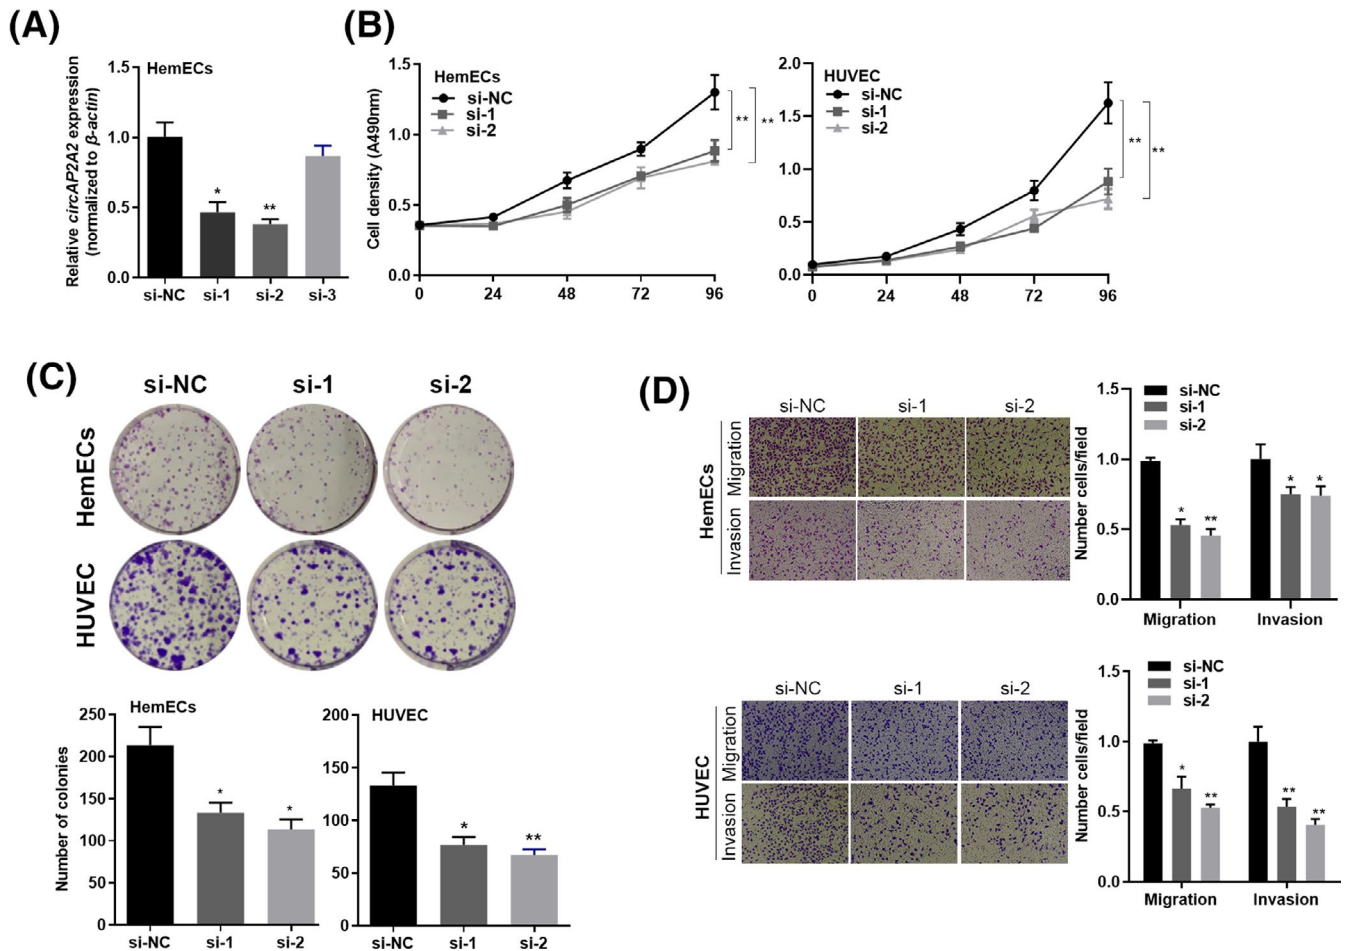 (A)
HemECs
Relative circAP2A2 expression
(normalized to β-actin)
1.5
1.0
0.5
0.0
*
**
si-NC si-1 si-2 si-3
(B)
HemECs
si-NC
si-1
si-2
Cell density (A490nm)
1.5
1.0
0.5
0.0
**
**
0 24 48 72 96
HUVEC
si-NC
si-1
si-2
2.0
1.5
1.0
0.5
0.0
**
**
0 24 48 72 96
(C)
si-NC si-1 si-2
HemECs
HUVEC
HemECs
Number of colonies
250
200
150
100
50
0
*
*
si-NC si-1 si-2
HUVEC
200
150
100
50
0
*
**
si-NC si-1 si-2
(D)
si-NC si-1 si-2
HemECs
Migration
Invasion
si-NC
si-1
si-2
Number cells/field
1.5
1.0
0.5
0.0
* ** * *
Migration Invasion
si-NC si-1 si-2
HUVEC
Migration
Invasion
si-NC
si-1
si-2
Number cells/field
1.5
1.0
0.5
0.0
* ** ** **
Migration Invasion